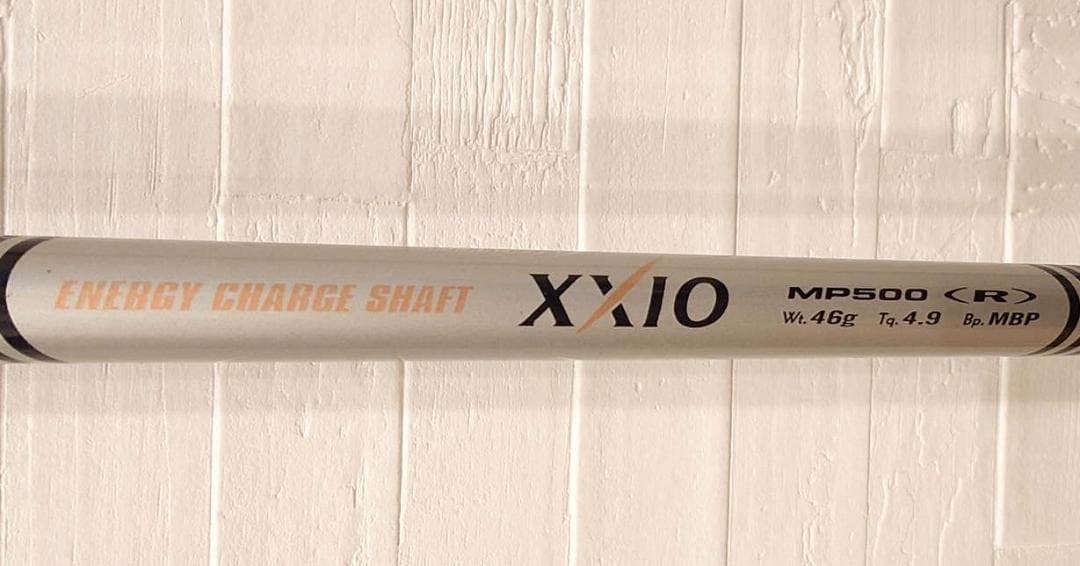 ENERGY CHARGE SHAFT
XXIO
MP500 <R>
Wt.46g Tq.4.9 Bp.MBP